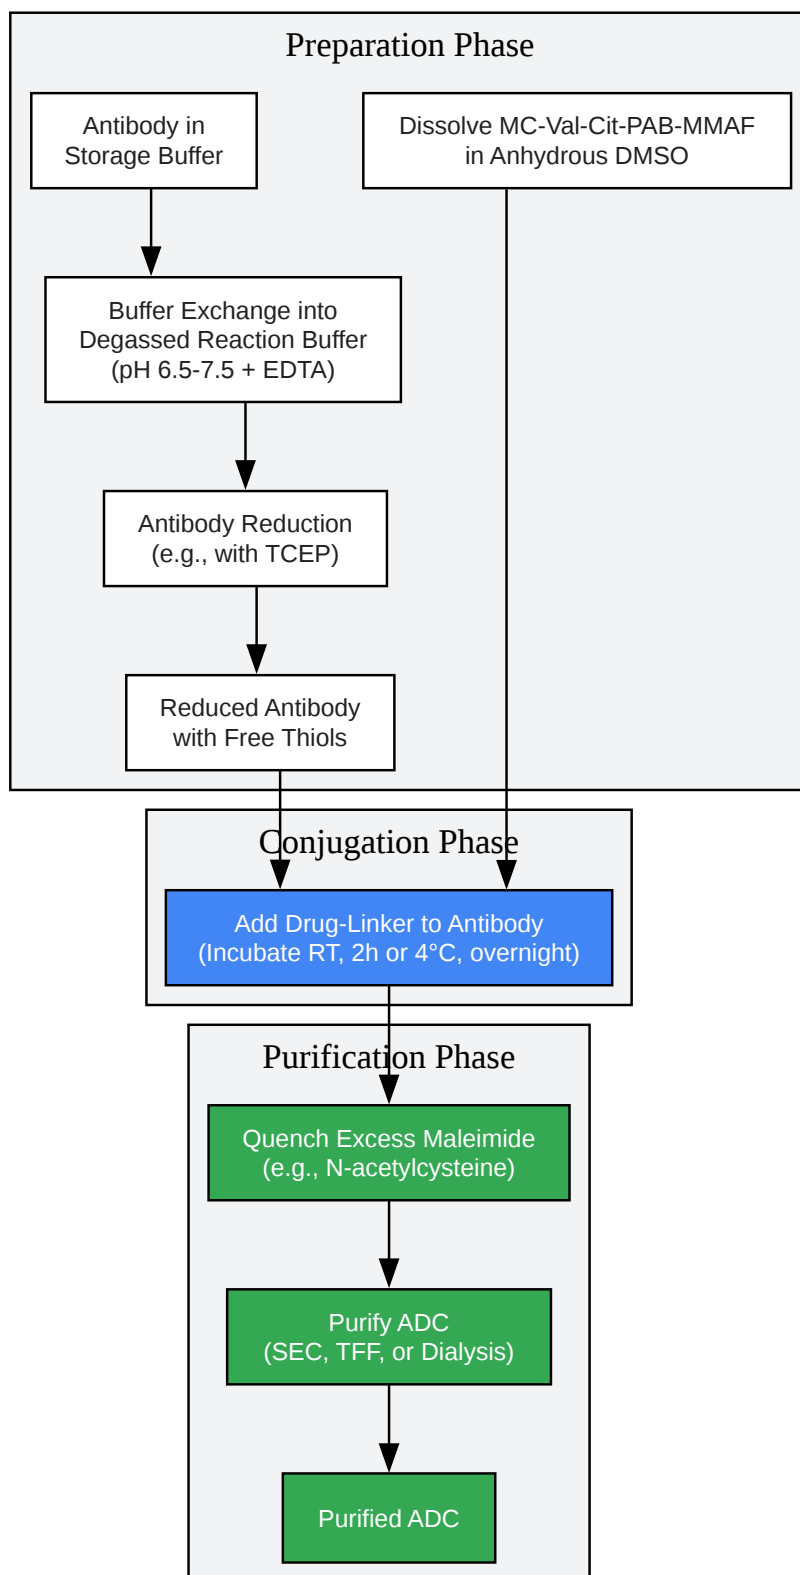 Preparation Phase
Antibody in
Storage Buffer
Dissolve MC-Val-Cit-PAB-MMAF
in Anhydrous DMSO
Buffer Exchange into
Degassed Reaction Buffer
(pH 6.5-7.5 + EDTA)
Antibody Reduction
(e.g., with TCEP)
Reduced Antibody
with Free Thiols
Conjugation Phase
Add Drug-Linker to Antibody
(Incubate RT, 2h or 4°C, overnight)
Purification Phase
Quench Excess Maleimide
(e.g., N-acetylcysteine)
Purify ADC
(SEC, TFF, or Dialysis)
Purified ADC